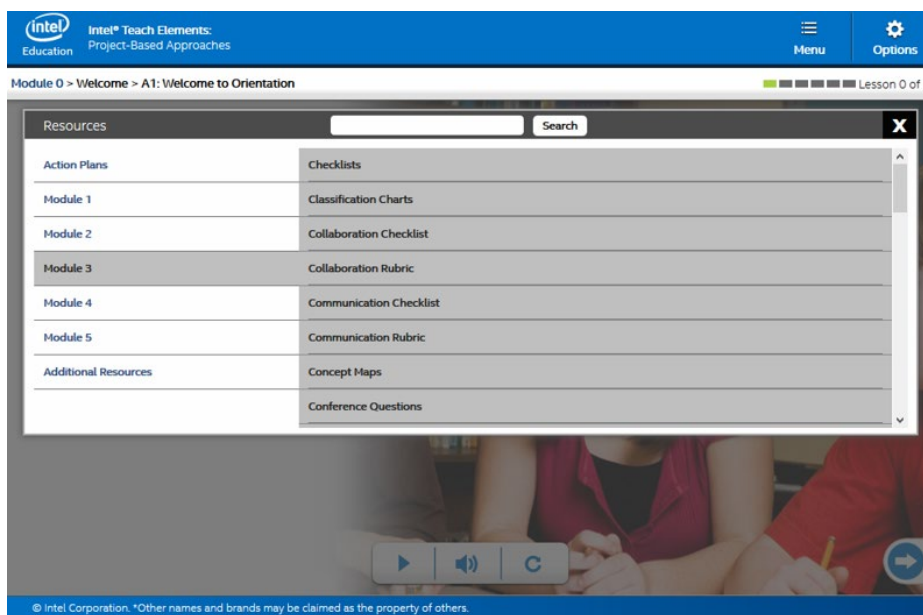 intel
Education
Intel® Teach Elements:
Project-Based Approaches
Menu
Options
Module 0 > Welcome > A1: Welcome to Orientation
Lesson 0 of
Resources
Search
X
Action Plans
Module 1
Module 2
Module 3
Module 4
Module 5
Additional Resources
Checklists
Classification Charts
Collaboration Checklist
Collaboration Rubric
Communication Checklist
Communication Rubric
Concept Maps
Conference Questions
© Intel Corporation. *Other names and brands may be claimed as the property of others.